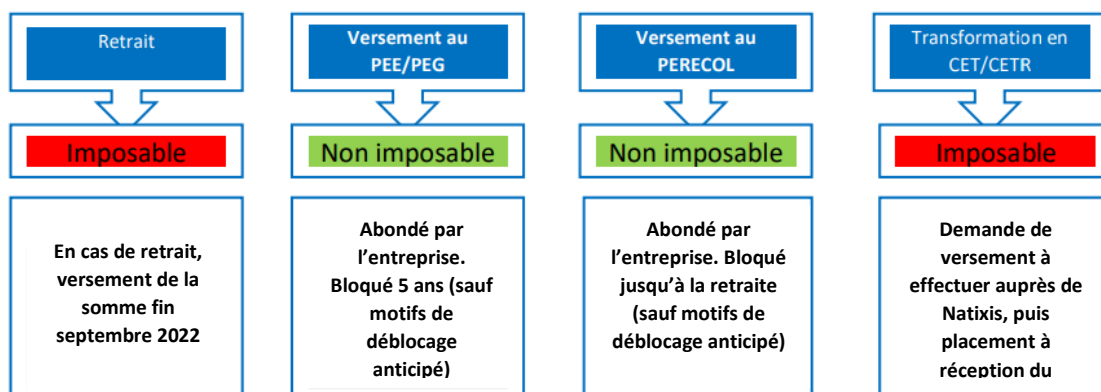 Retrait
Imposable
En cas de retrait,
versement de la
somme fin
septembre 2022
Versement au
PEE/PEG
Non imposable
Abondé par
l’entreprise.
Bloqué 5 ans (sauf
motifs de
déblocage
anticipé)
Versement au
PERECOL
Non imposable
Abondé par
l’entreprise. Bloqué
jusqu’à la retraite
(sauf motifs de
déblocage anticipé)
Transformation en
CET/CETR
Imposable
Demande de
versement à
effectuer auprès de
Natixis, puis
placement à
réception du